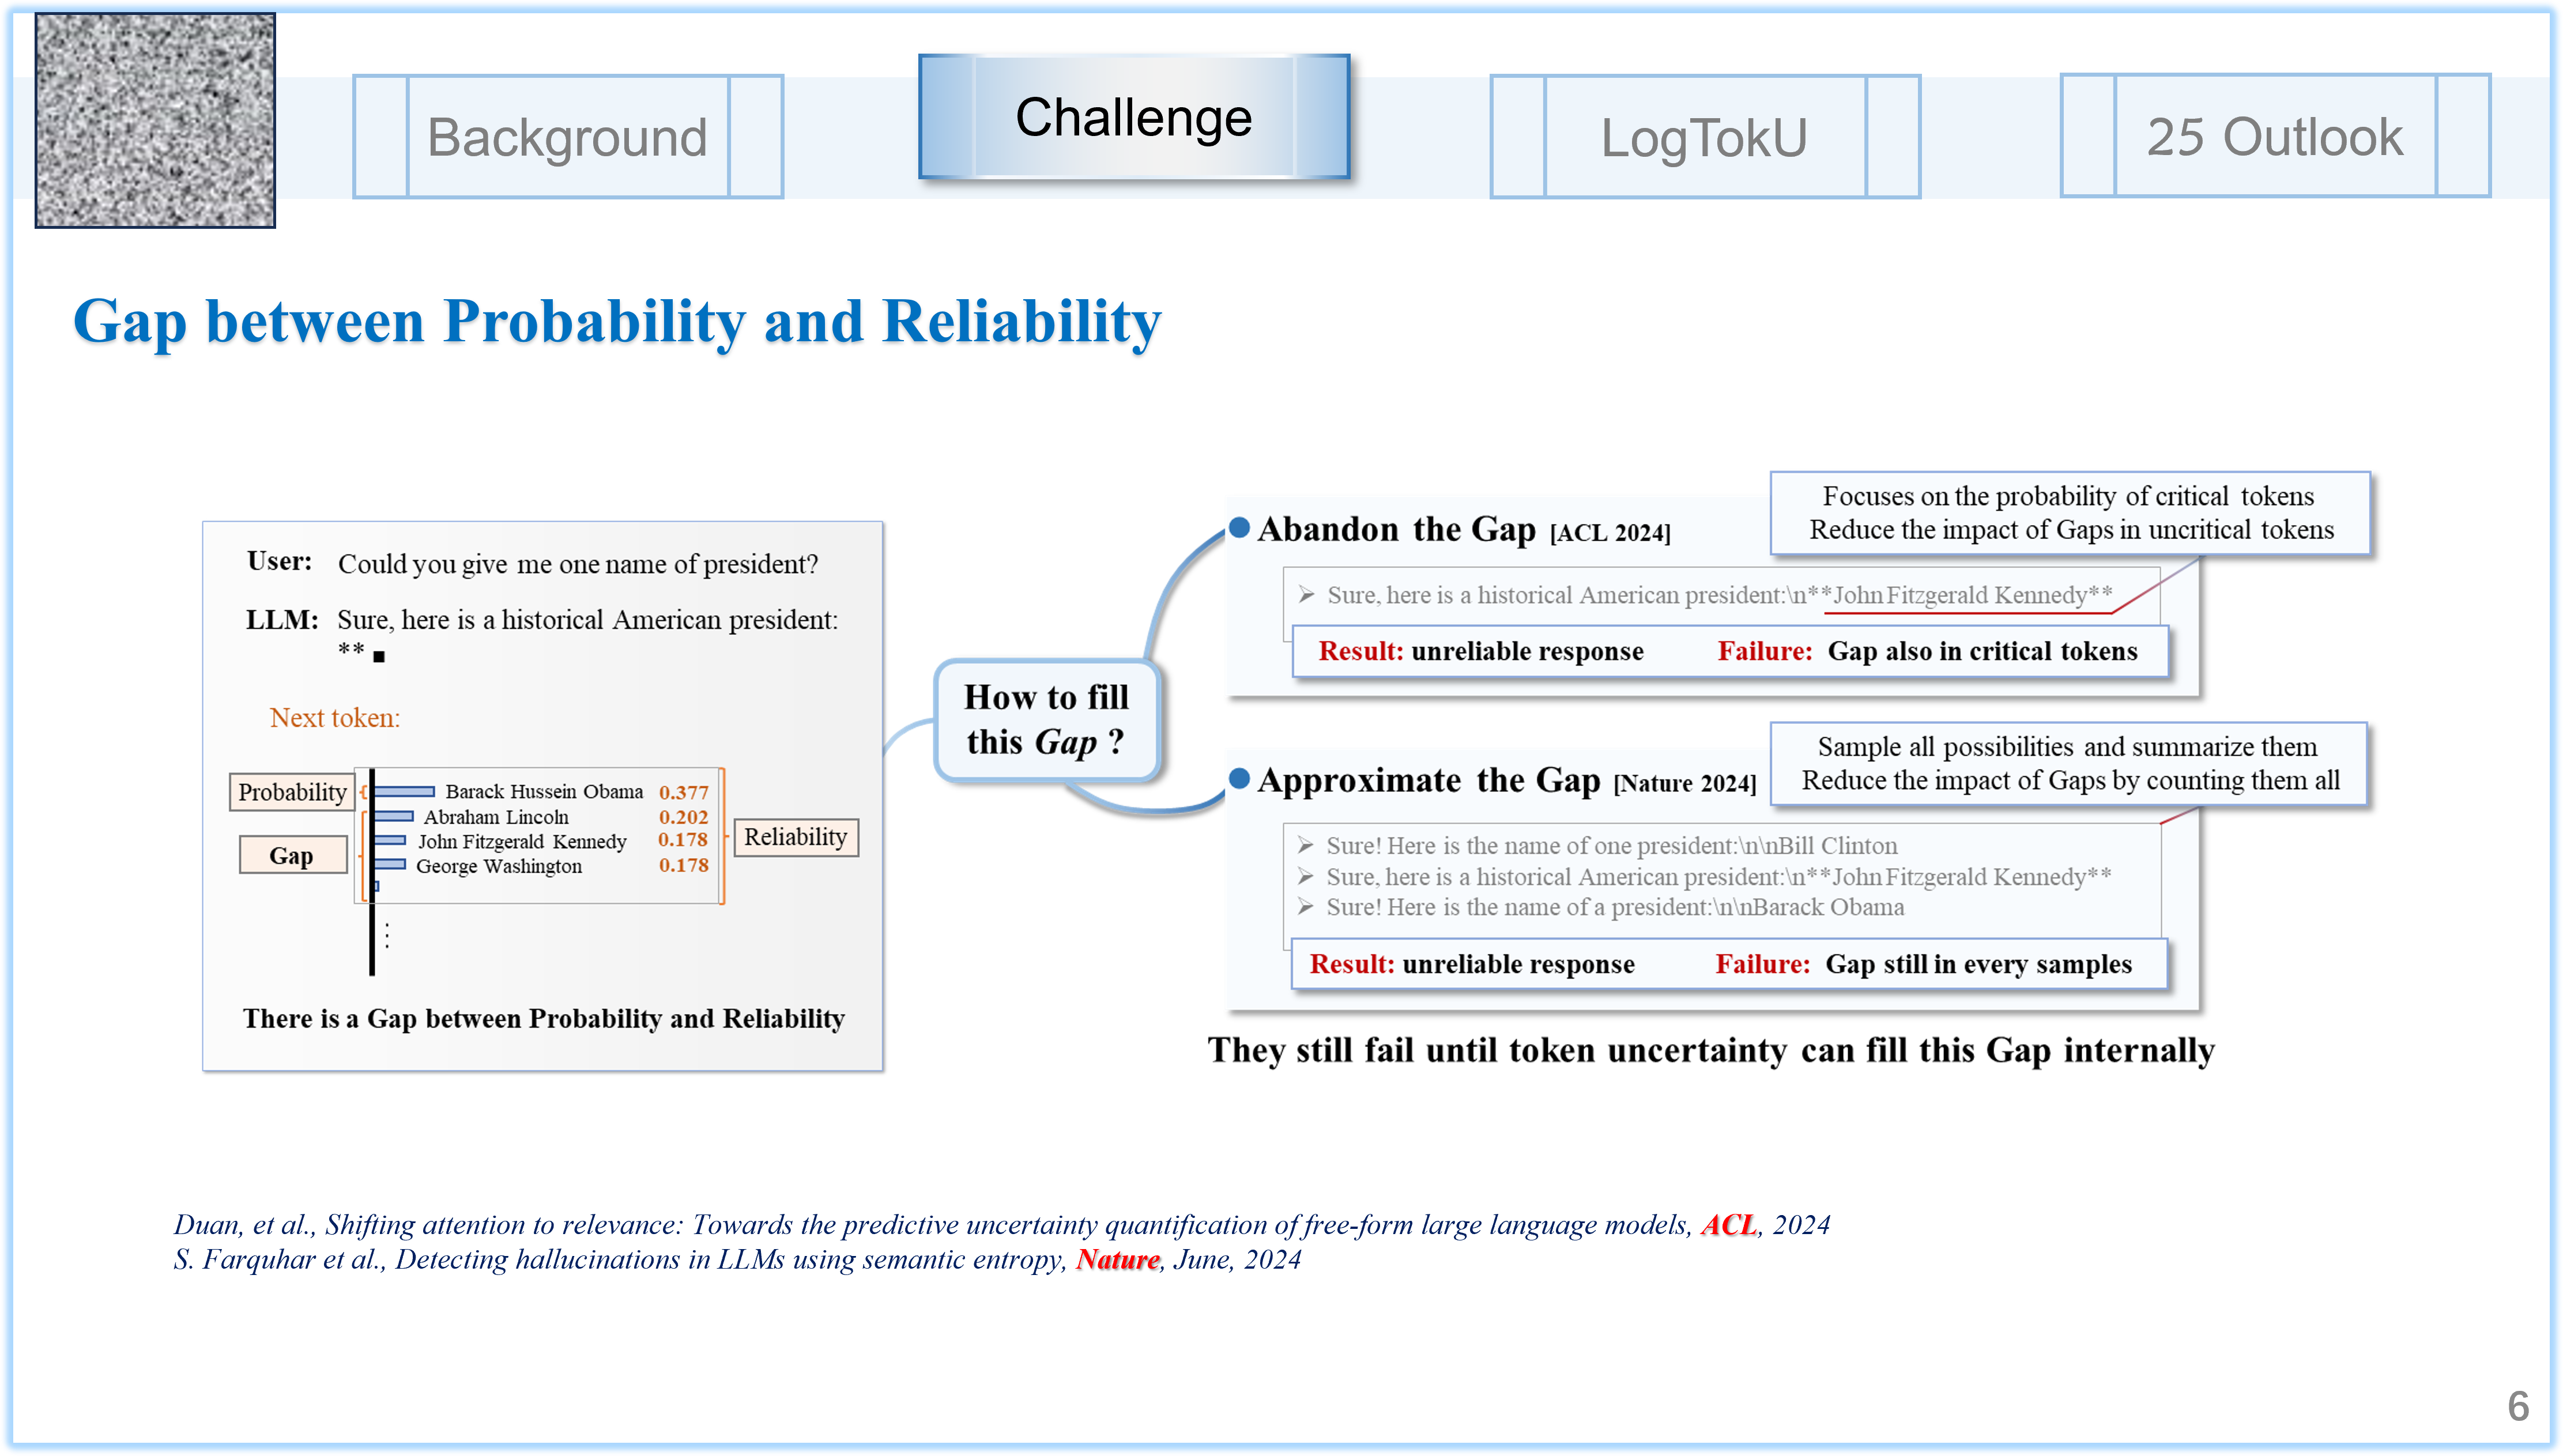 Background
Challenge
LogTokU
25 Outlook
Gap between Probability and Reliability
User: Could you give me one name of president?
LLM: Sure, here is a historical American president:
** ■
Next token:
Probability
Gap
Barack Hussein Obama 0.377
Abraham Lincoln 0.202
John Fitzgerald Kennedy 0.178
George Washington 0.178
⋮
Reliability
There is a Gap between Probability and Reliability
How to fill
this Gap ?
Abandon the Gap [ACL 2024]
Focuses on the probability of critical tokens
Reduce the impact of Gaps in uncritical tokens
➢ Sure, here is a historical American president:\n**John Fitzgerald Kennedy**
Result: unreliable response Failure: Gap also in critical tokens
Approximate the Gap [Nature 2024]
Sample all possibilities and summarize them
Reduce the impact of Gaps by counting them all
➢ Sure! Here is the name of one president:\n\nBill Clinton
➢ Sure, here is a historical American president:\n**John Fitzgerald Kennedy**
➢ Sure! Here is the name of a president:\n\nBarack Obama
Result: unreliable response Failure: Gap still in every samples
They still fail until token uncertainty can fill this Gap internally
Duan, et al., Shifting attention to relevance: Towards the predictive uncertainty quantification of free-form large language models, ACL, 2024
S. Farquhar et al., Detecting hallucinations in LLMs using semantic entropy, Nature, June, 2024
6